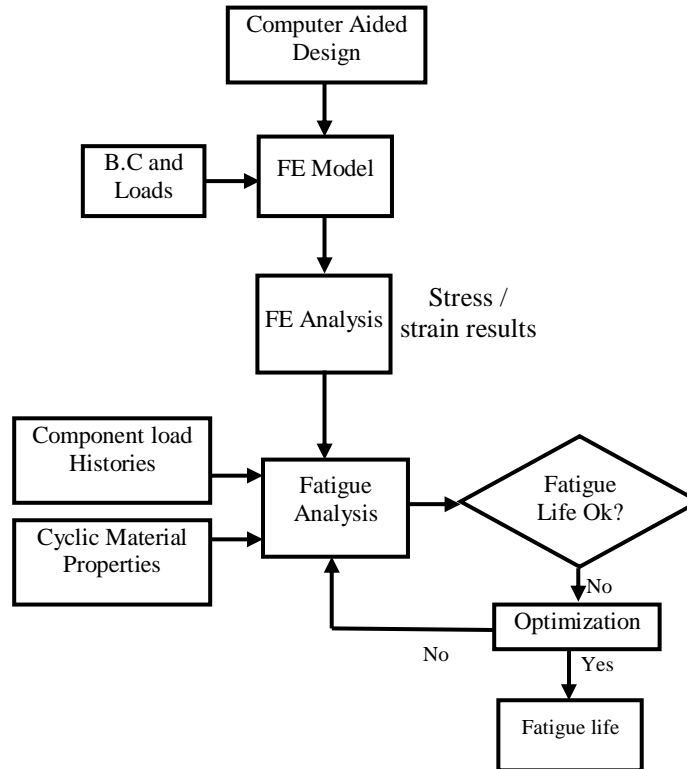 Computer Aided
Design
B.C and
Loads
FE Model
FE Analysis
Stress /
strain results
Component load
Histories
Cyclic Material
Properties
Fatigue
Analysis
Fatigue
Life Ok?
No
Optimization
No
Yes
Fatigue life